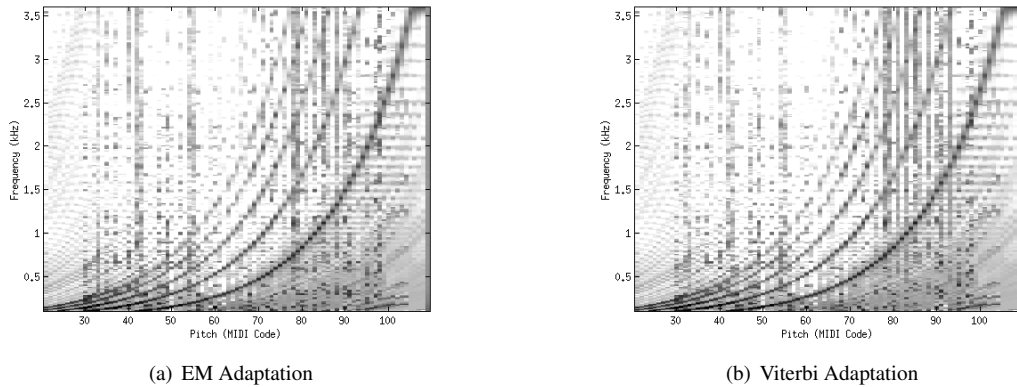 3.5
3
2.5
2
1.5
1
0.5
Frequency (kHz)
30 40 50 60 70 80 90 100
Pitch (MIDI Code)
(a) EM Adaptation
3.5
3
2.5
2
1.5
1
0.5
Frequency (kHz)
30 40 50 60 70 80 90 100
Pitch (MIDI Code)
(b) Viterbi Adaptation